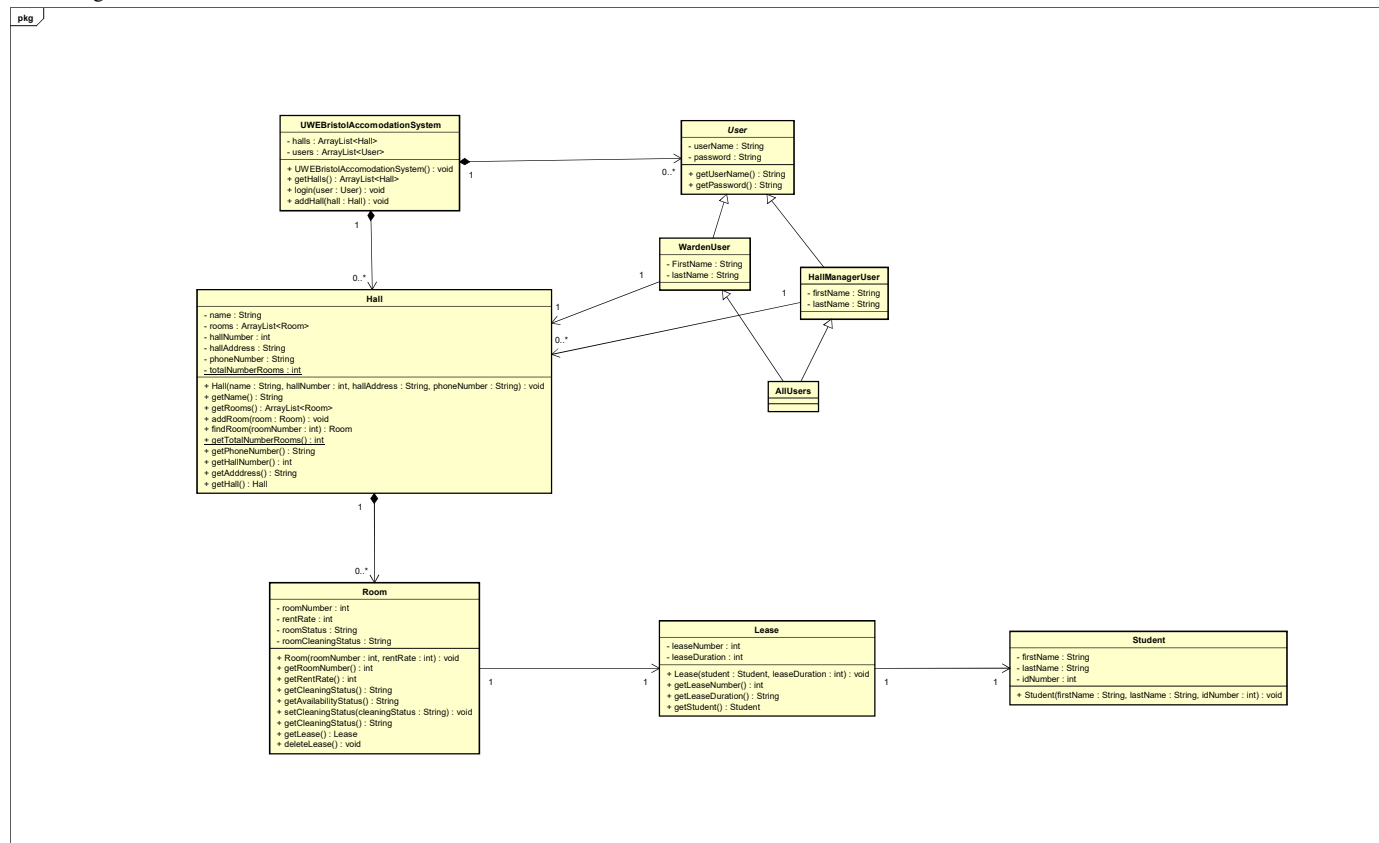 pkg
UWEBristolAccomodationSystem
- halls : ArrayList<Hall>
- users : ArrayList<User>
+ UWEBristolAccomodationSystem() : void
+ getHalls() : ArrayList<Hall>
+ login(user : User) : void
+ addHall(hall : Hall) : void
1
0..*
User
- userName : String
- password : String
+ getUserName() : String
+ getPassword() : String
1
0..*
WardenUser
- FirstName : String
- lastName : String
HallManagerUser
- firstName : String
- lastName : String
1
1
1
0..*
AllUsers
Hall
- name : String
- rooms : ArrayList<Room>
- hallNumber : int
- hallAddress : String
- phoneNumber : String
- totalNumberRooms : int
+ Hall(name : String, hallNumber : int, hallAddress : String, phoneNumber : String) : void
+ getName() : String
+ getRooms() : ArrayList<Room>
+ addRoom(room : Room) : void
+ findRoom(roomNumber : int) : Room
+ getTotalNumberRooms() : int
+ getPhoneNumber() : String
+ getHallNumber() : int
+ getAdddress() : String
+ getHall() : Hall
1
0..*
Room
- roomNumber : int
- rentRate : int
- roomStatus : String
- roomCleaningStatus : String
+ Room(roomNumber : int, rentRate : int) : void
+ getRoomNumber() : int
+ getRentRate() : int
+ getCleaningStatus() : String
+ getAvailabilityStatus() : String
+ setCleaningStatus(cleaningStatus : String) : void
+ getCleaningStatus() : String
+ getLease() : Lease
+ deleteLease() : void
1
1
Lease
- leaseNumber : int
- leaseDuration : int
+ Lease(student : Student, leaseDuration : int) : void
+ getLeaseNumber() : int
+ getLeaseDuration() : String
+ getStudent() : Student
1
1
Student
- firstName : String
- lastName : String
- idNumber : int
+ Student(firstName : String, lastName : String, idNumber : int) : void